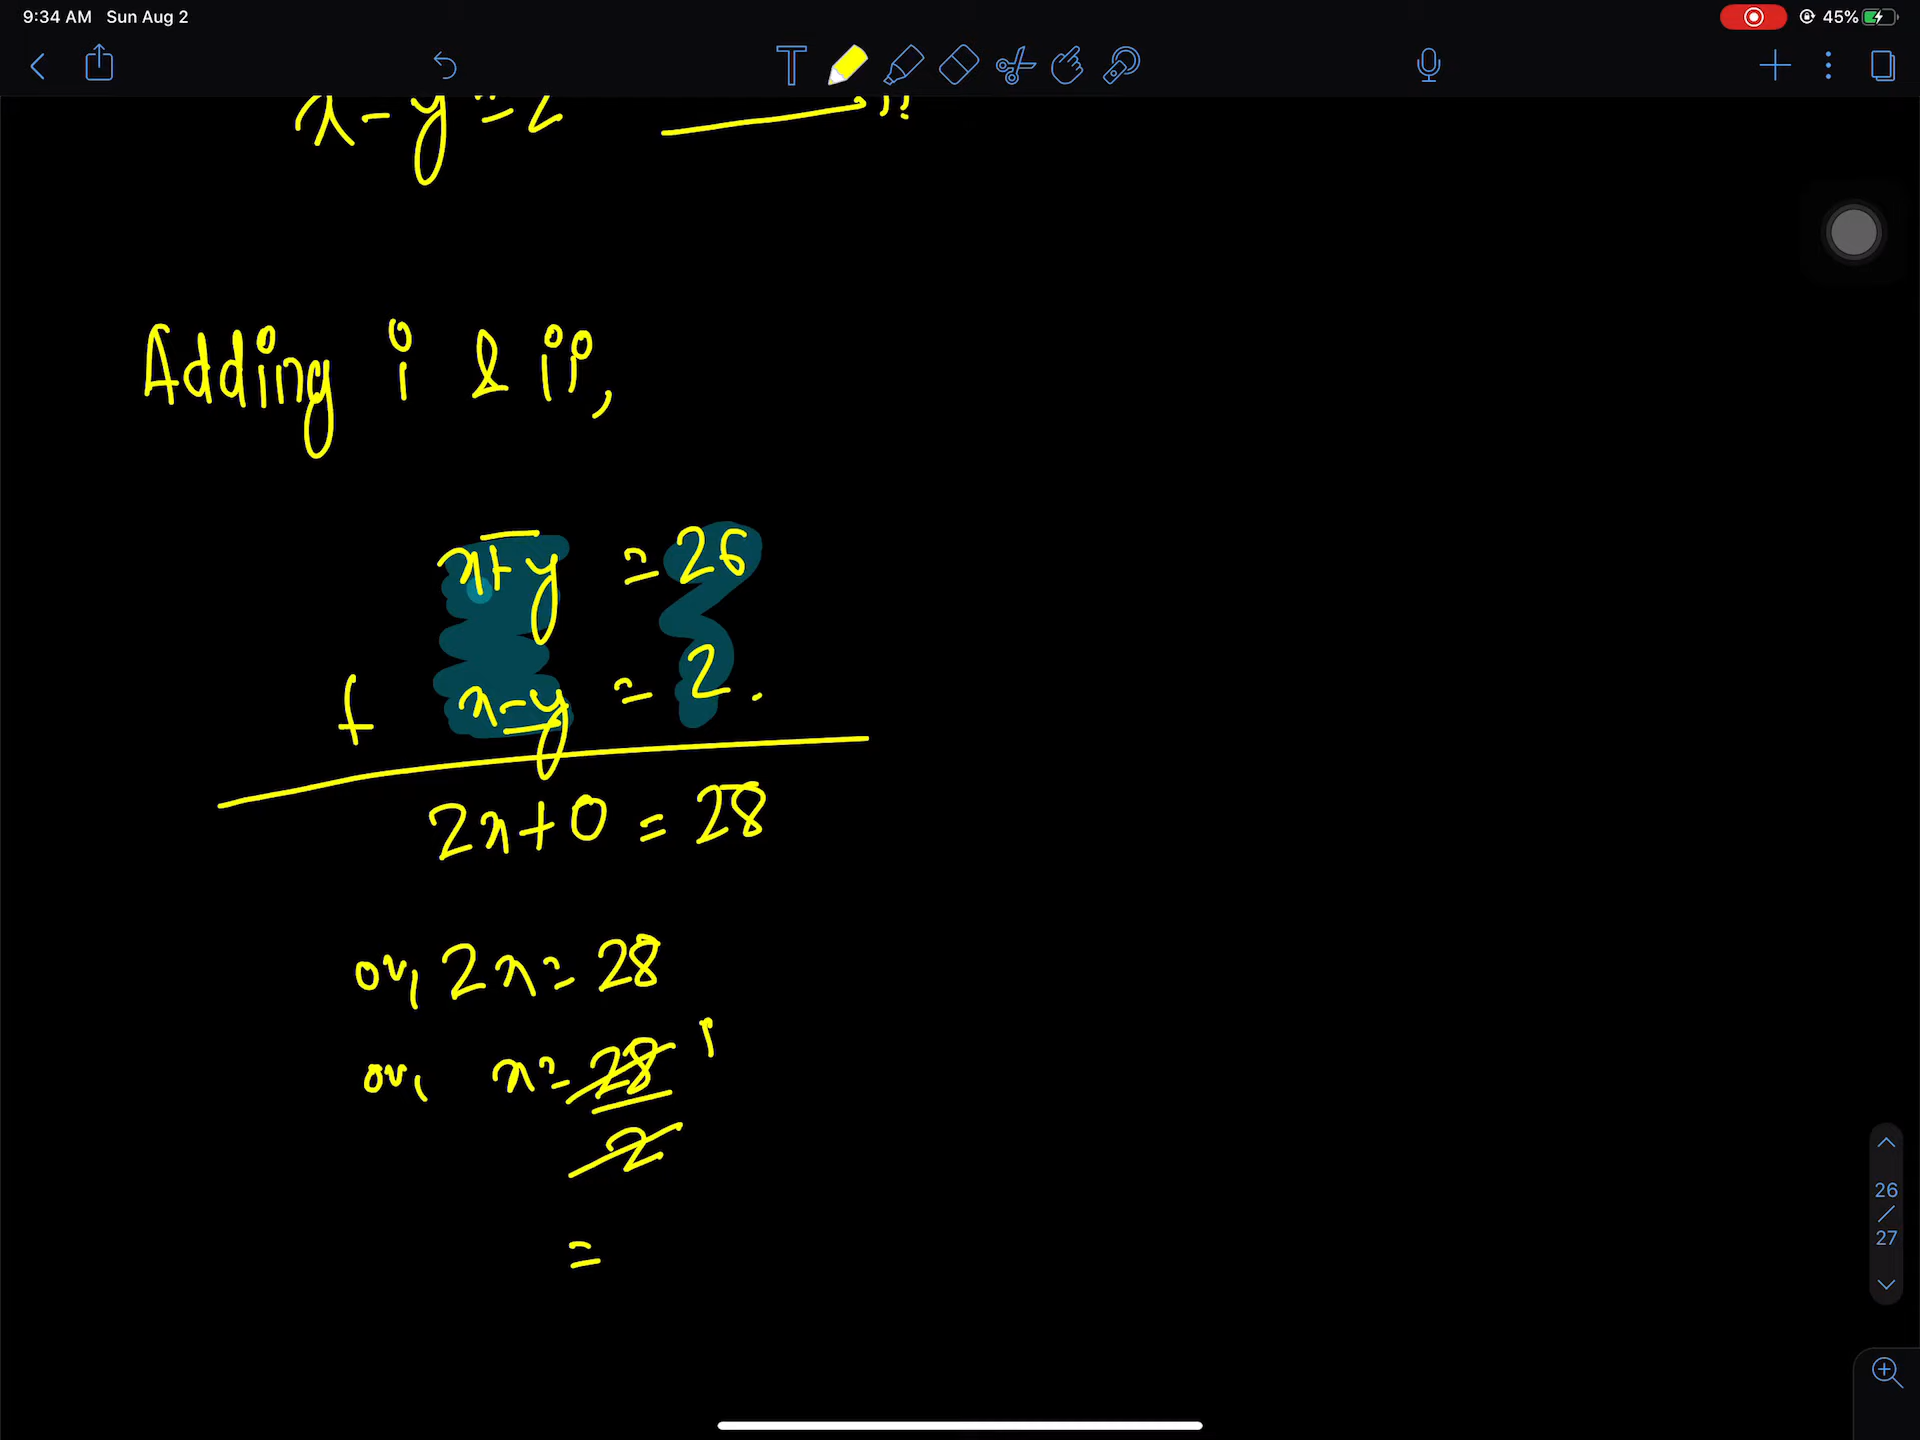 9:34 AM Sun Aug 2
45%
x - y = 2 ii
Adding i & ii,
x + y = 26
+ x - y = 2.
2x + 0 = 28
or, 2x = 28
or, x = 28 1
2
=
26
/
27